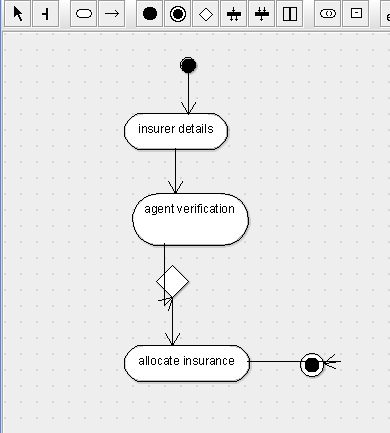 insurer details
agent verification
allocate insurance